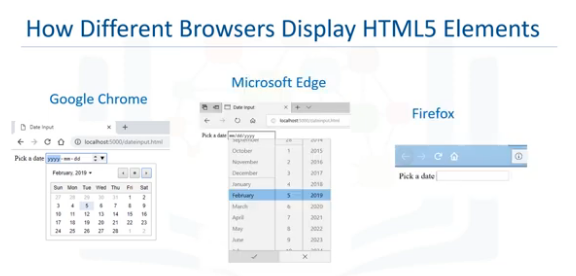 How Different Browsers Display HTML5 Elements
Google Chrome
Microsoft Edge
Firefox
Date Input
localhost:5000/dateinput.html
Pick a date yyyy-mm-dd
February, 2019
Sun Mon Tue Wed Thu Fri Sat
27 28 29 30 31 1 2
3 4 5 6 7 8 9
10 11 12 13 14 15 16
17 18 19 20 21 22 23
24 25 26 27 28 1 2
Date Input
localhost:5000/dateinput.html
Pick a date mm/dd/yyyy
September 2014
October 1 2015
November 2 2016
December 3 2017
January 4 2018
February 5 2019
March 6 2020
April 7 2021
May 8 2022
June 9 2023
Pick a date